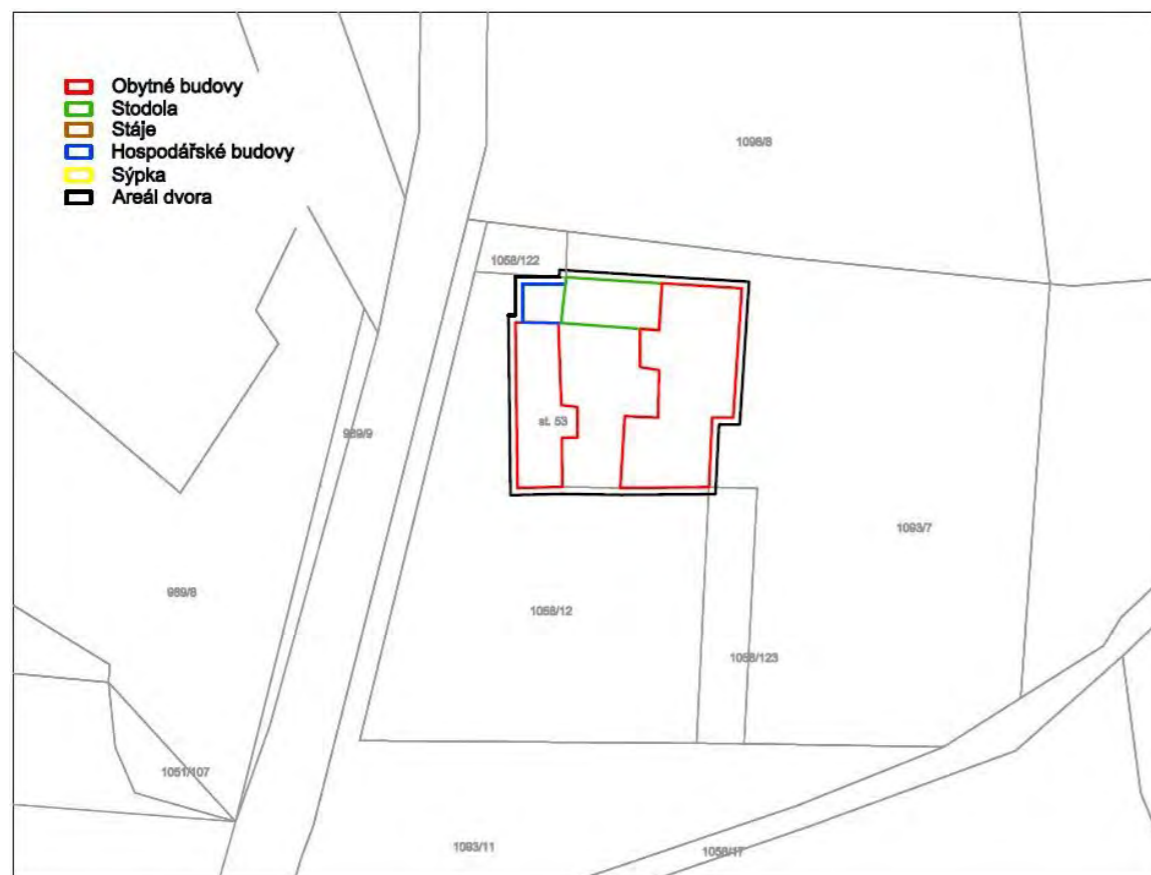 Obytné budovy
Stodola
Stáje
Hospodářské budovy
Sýpka
Areál dvora
1098/8
1058/122
st. 53
989/9
1093/7
989/8
1058/12
1058/123
1051/107
1093/11
1058/17